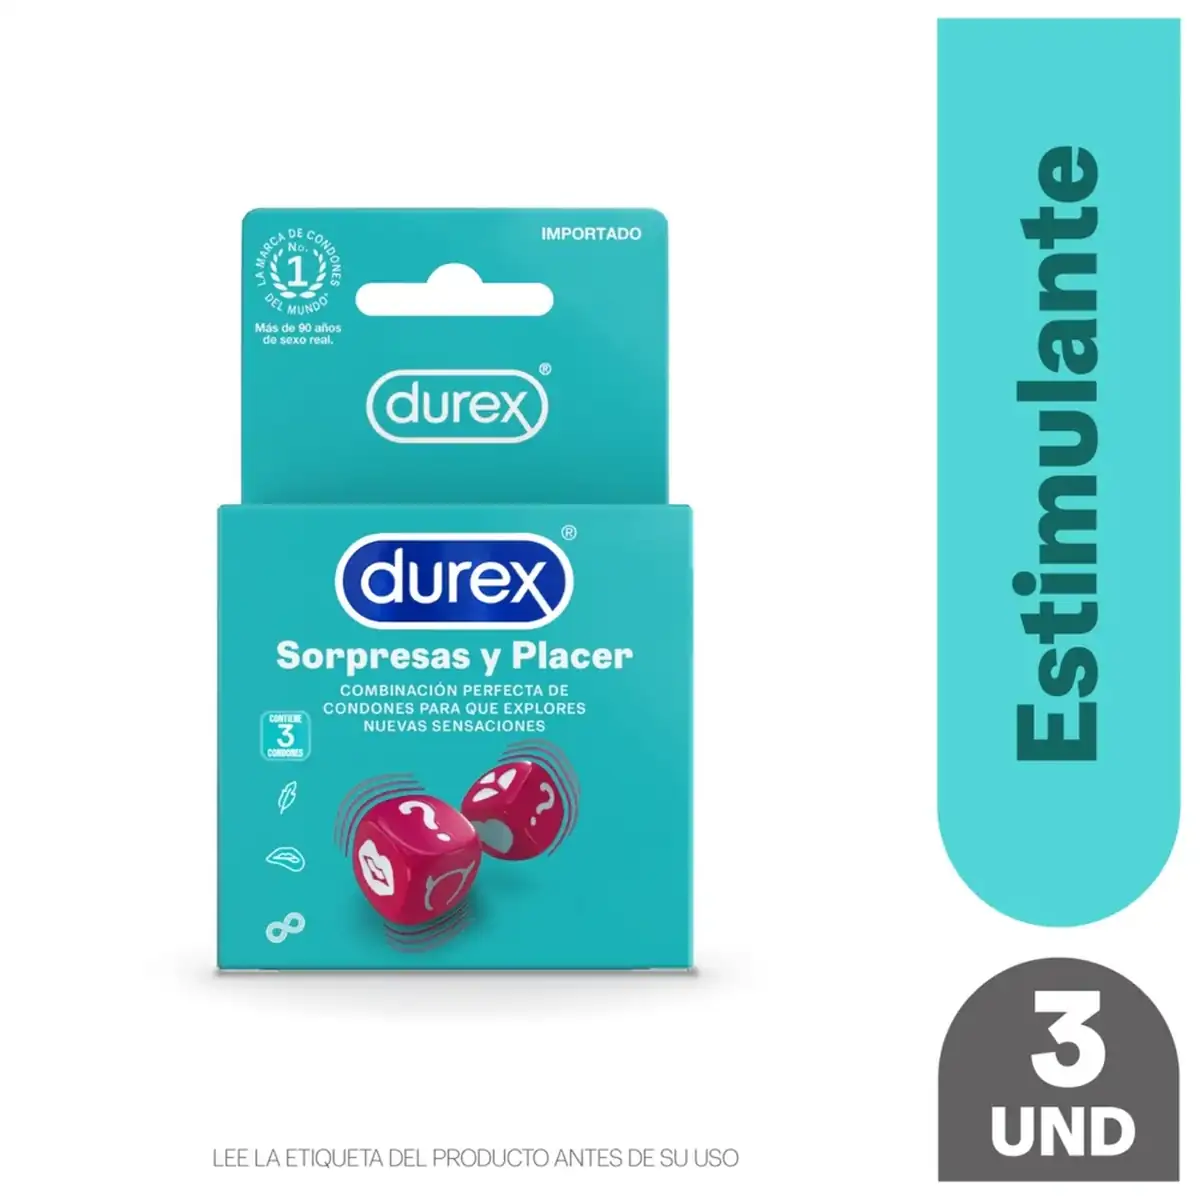 LA MARCA DE CONDONES
No.
1
DEL MUNDO*
Más de 90 años
de sexo real.
IMPORTADO
durex®
durex®
Sorpresas y Placer
COMBINACIÓN PERFECTA DE
CONDONES PARA QUE EXPLORES
NUEVAS SENSACIONES
CONTIENE
3
CONDONES
?
?
Estimulante
3
UND
LEE LA ETIQUETA DEL PRODUCTO ANTES DE SU USO